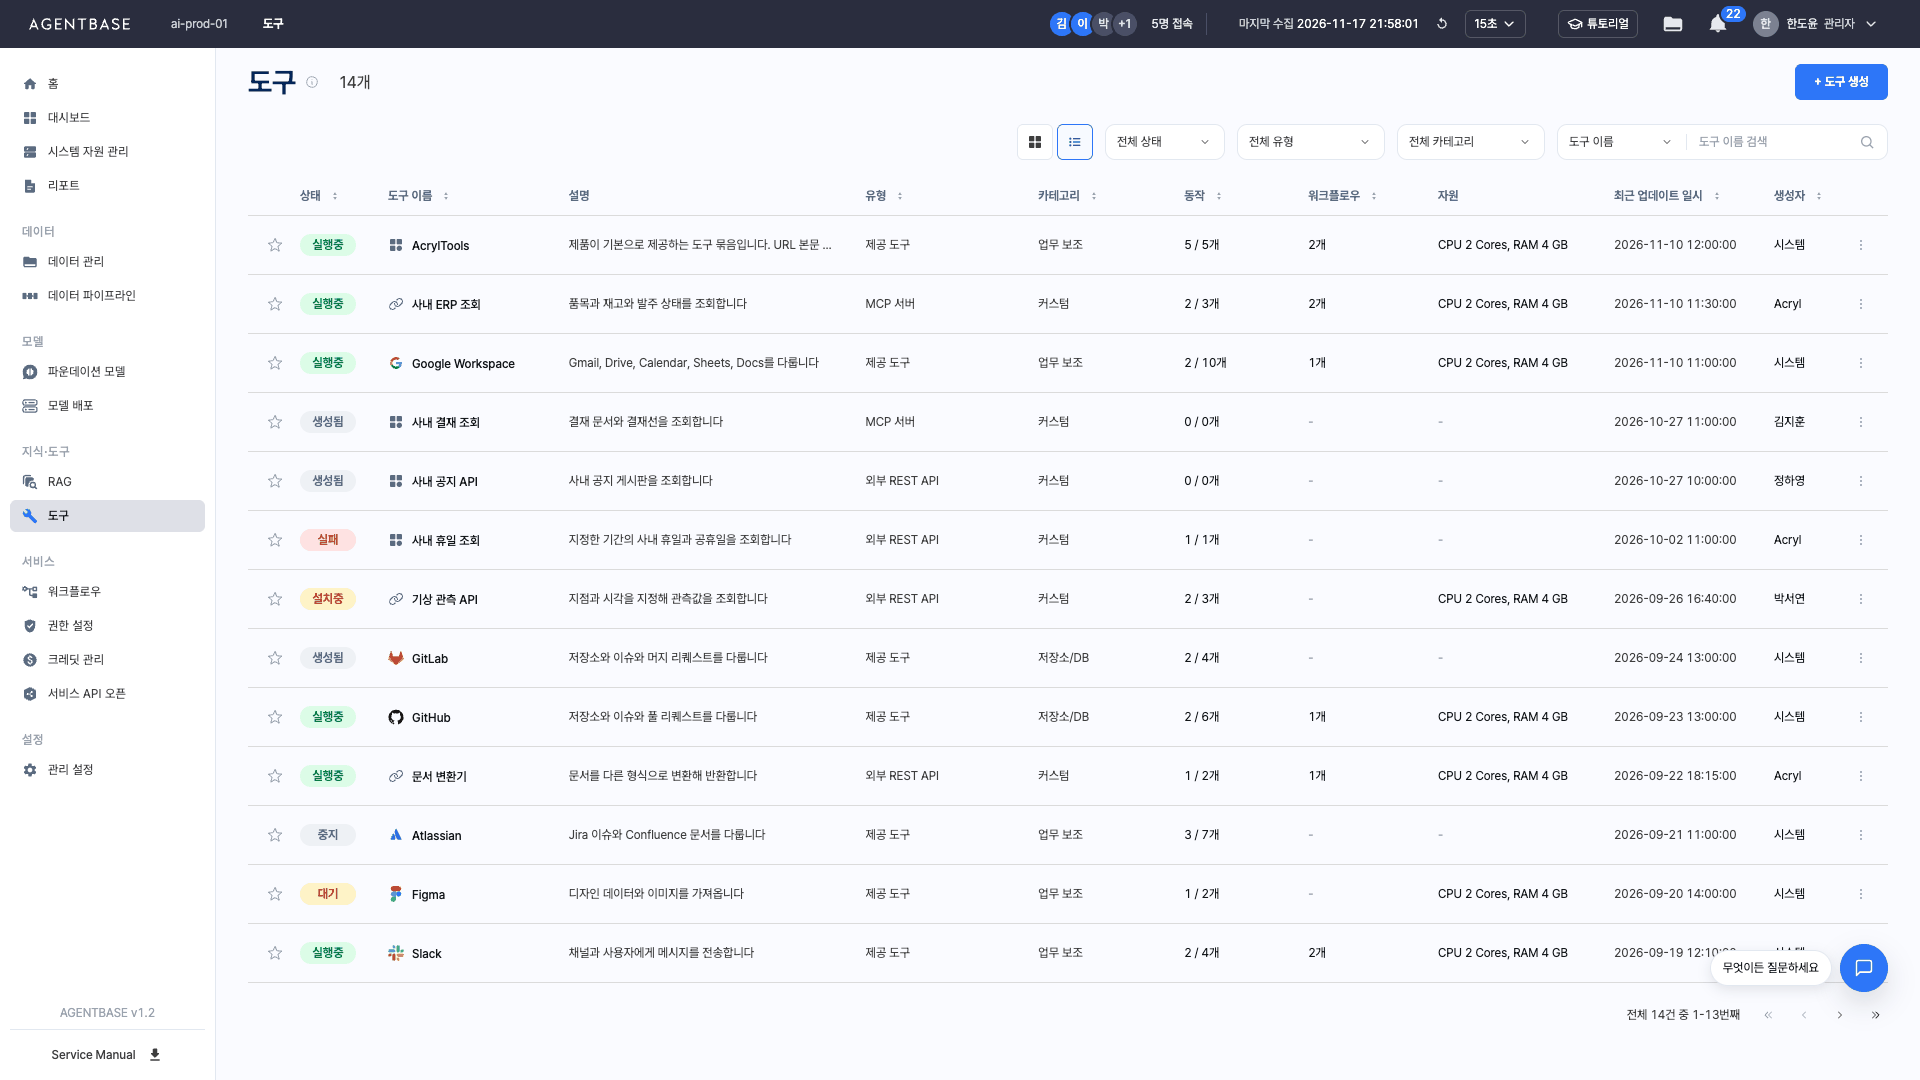 AGENTBASE
ai-prod-01
도구
김 이 박 +1 5명 접속
마지막 수집 2026-11-17 21:58:01
15초
튜토리얼
22
한 한도윤 관리자
홈
대시보드
시스템 자원 관리
리포트
데이터
데이터 관리
데이터 파이프라인
모델
파운데이션 모델
모델 배포
지식·도구
RAG
도구
서비스
워크플로우
권한 설정
크레딧 관리
서비스 API 오픈
설정
관리 설정
AGENTBASE v1.2
Service Manual
도구 14개
+ 도구 생성
전체 상태 전체 유형 전체 카테고리 도구 이름 도구 이름 검색
상태 도구 이름 설명 유형 카테고리 동작 워크플로우 자원 최근 업데이트 일시 생성자
실행중 AcrylTools 제품이 기본으로 제공하는 도구 묶음입니다. URL 본문 ... 제공 도구 업무 보조 5 / 5개 2개 CPU 2 Cores, RAM 4 GB 2026-11-10 12:00:00 시스템
실행중 사내 ERP 조회 품목과 재고와 발주 상태를 조회합니다 MCP 서버 커스텀 2 / 3개 2개 CPU 2 Cores, RAM 4 GB 2026-11-10 11:30:00 Acryl
실행중 Google Workspace Gmail, Drive, Calendar, Sheets, Docs를 다룹니다 제공 도구 업무 보조 2 / 10개 1개 CPU 2 Cores, RAM 4 GB 2026-11-10 11:00:00 시스템
생성됨 사내 결재 조회 결재 문서와 결재선을 조회합니다 MCP 서버 커스텀 0 / 0개 - - 2026-10-27 11:00:00 김지훈
생성됨 사내 공지 API 사내 공지 게시판을 조회합니다 외부 REST API 커스텀 0 / 0개 - - 2026-10-27 10:00:00 정하영
실패 사내 휴일 조회 지정한 기간의 사내 휴일과 공휴일을 조회합니다 외부 REST API 커스텀 1 / 1개 - - 2026-10-02 11:00:00 Acryl
설치중 기상 관측 API 지점과 시각을 지정해 관측값을 조회합니다 외부 REST API 커스텀 2 / 3개 - CPU 2 Cores, RAM 4 GB 2026-09-26 16:40:00 박서연
생성됨 GitLab 저장소와 이슈와 머지 리퀘스트를 다룹니다 제공 도구 저장소/DB 2 / 4개 - - 2026-09-24 13:00:00 시스템
실행중 GitHub 저장소와 이슈와 풀 리퀘스트를 다룹니다 제공 도구 저장소/DB 2 / 6개 1개 CPU 2 Cores, RAM 4 GB 2026-09-23 13:00:00 시스템
실행중 문서 변환기 문서를 다른 형식으로 변환해 반환합니다 외부 REST API 커스텀 1 / 2개 1개 CPU 2 Cores, RAM 4 GB 2026-09-22 18:15:00 Acryl
중지 Atlassian Jira 이슈와 Confluence 문서를 다룹니다 제공 도구 업무 보조 3 / 7개 - - 2026-09-21 11:00:00 시스템
대기 Figma 디자인 데이터와 이미지를 가져옵니다 제공 도구 업무 보조 1 / 2개 - CPU 2 Cores, RAM 4 GB 2026-09-20 14:00:00 시스템
실행중 Slack 채널과 사용자에게 메시지를 전송합니다 제공 도구 업무 보조 2 / 4개 2개 CPU 2 Cores, RAM 4 GB 2026-09-19
무엇이든 질문하세요
전체 14건 중 1-13번째